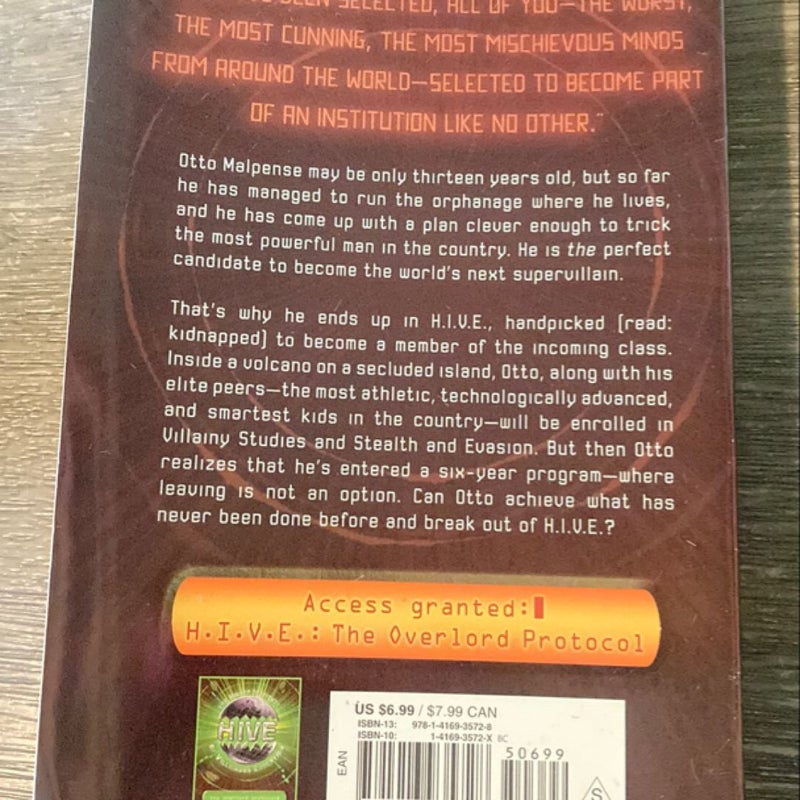 BEEN SELECTED, ALL OF YOU—THE WORST,
THE MOST CUNNING, THE MOST MISCHIEVOUS MINDS
FROM AROUND THE WORLD—SELECTED TO BECOME PART
OF AN INSTITUTION LIKE NO OTHER."
Otto Malpense may be only thirteen years old, but so far
he has managed to run the orphanage where he lives,
and he has come up with a plan clever enough to trick
the most powerful man in the country. He is the perfect
candidate to become the world's next supervillain.
That's why he ends up in H.I.V.E., handpicked [read:
kidnapped] to become a member of the incoming class.
Inside a volcano on a secluded island, Otto, along with his
elite peers—the most athletic, technologically advanced,
and smartest kids in the country—will be enrolled in
Villainy Studies and Stealth and Evasion. But then Otto
realizes that he's entered a six-year program—where
leaving is not an option. Can Otto achieve what has
never been done before and break out of H.I.V.E.?
Access granted:
H.I.V.E.: The Overlord Protocol
HIVE
US $6.99 / $7.99 CAN
ISBN-13: 978-1-4169-3572-8
ISBN-10: 1-4169-3572-X BC
50699
EAN
S